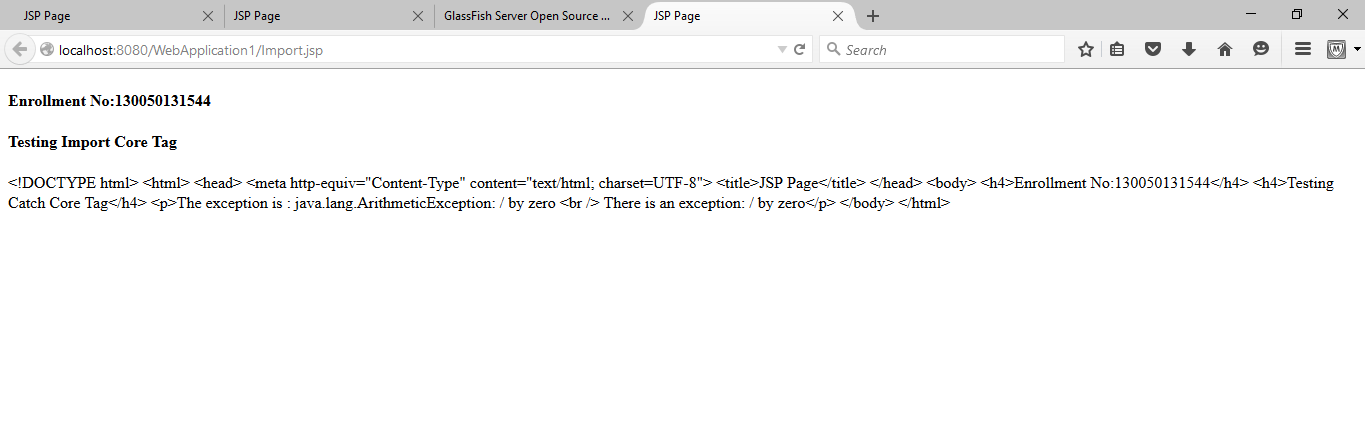 JSP Page JSP Page GlassFish Server Open Source ... JSP Page
localhost:8080/WebApplication1/Import.jsp Search
Enrollment No:130050131544
Testing Import Core Tag
<!DOCTYPE html> <html> <head> <meta http-equiv="Content-Type" content="text/html; charset=UTF-8"> <title>JSP Page</title> </head> <body> <h4>Enrollment No:130050131544</h4> <h4>Testing
Catch Core Tag</h4> <p>The exception is : java.lang.ArithmeticException: / by zero <br /> There is an exception: / by zero</p> </body> </html>